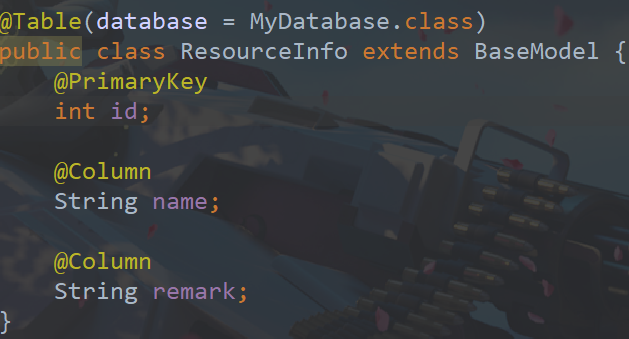 @Table(database = MyDatabase.class)
public class ResourceInfo extends BaseModel {
@PrimaryKey
int id;
@Column
String name;
@Column
String remark;
}